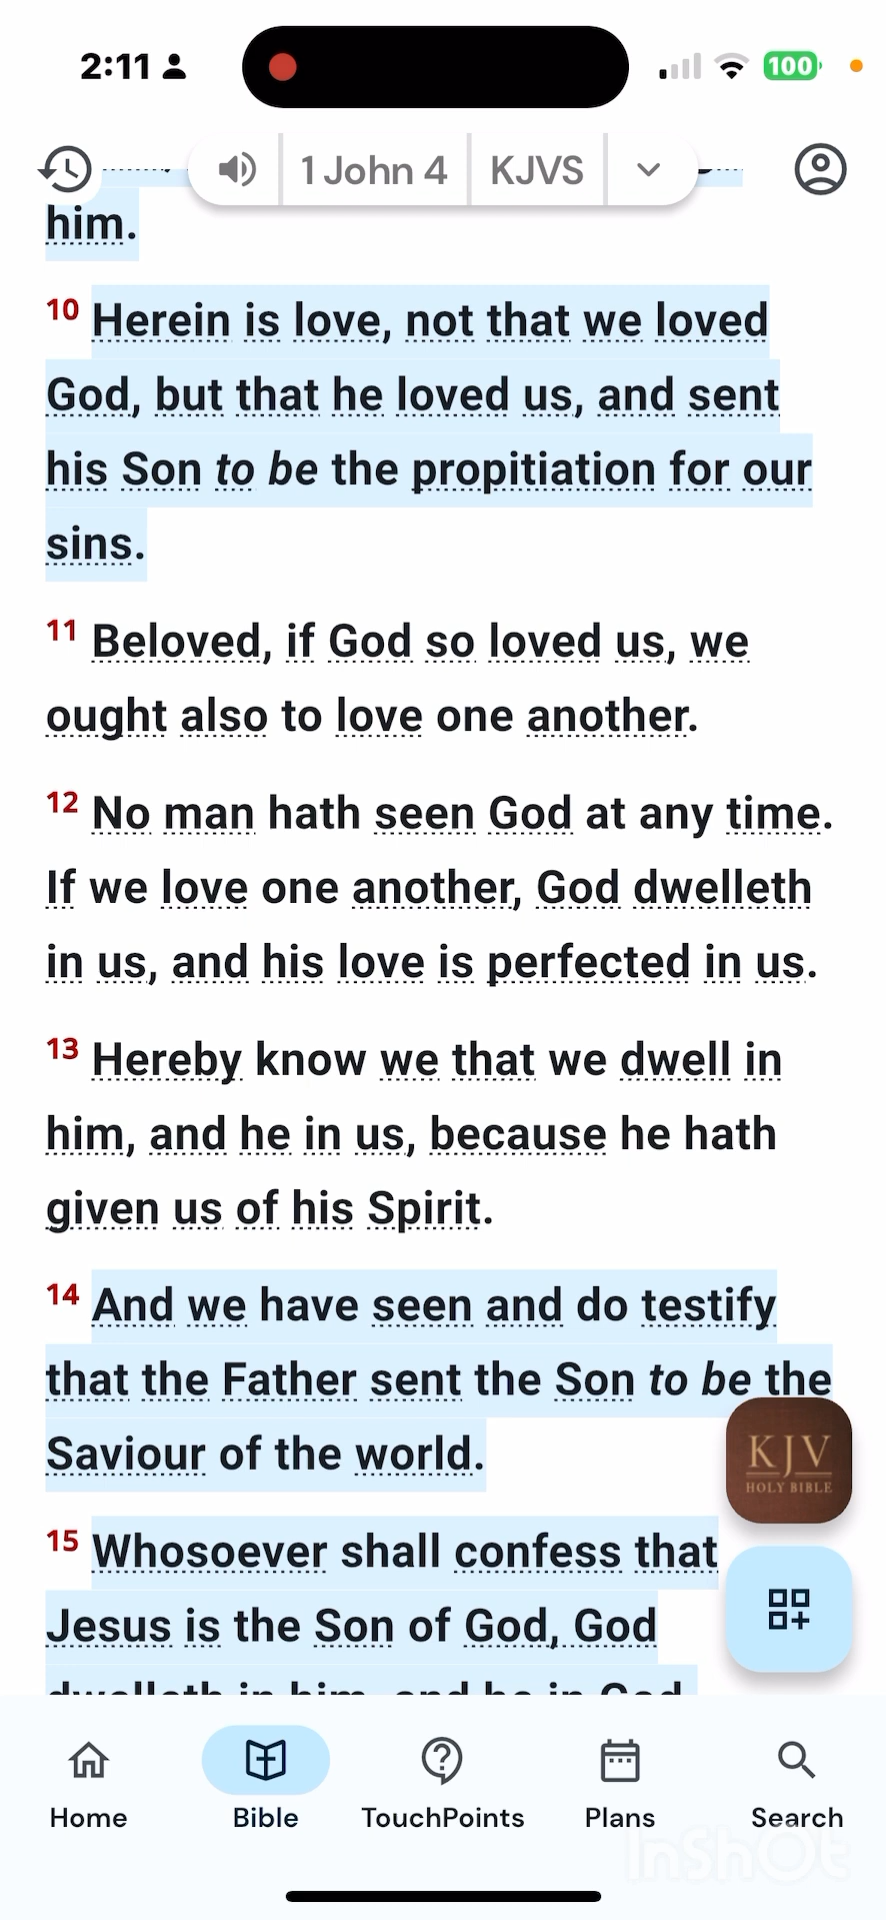 2:11
100
1 John 4
KJVS
him.
10 Herein is love, not that we loved
God, but that he loved us, and sent
his Son to be the propitiation for our
sins.
11 Beloved, if God so loved us, we
ought also to love one another.
12 No man hath seen God at any time.
If we love one another, God dwelleth
in us, and his love is perfected in us.
13 Hereby know we that we dwell in
him, and he in us, because he hath
given us of his Spirit.
14 And we have seen and do testify
that the Father sent the Son to be the
Saviour of the world.
KJV
HOLY BIBLE
15 Whosoever shall confess that
Jesus is the Son of God, God
dwelleth in him, and he in God.
Home
Bible
TouchPoints
Plans
Search
InShOt